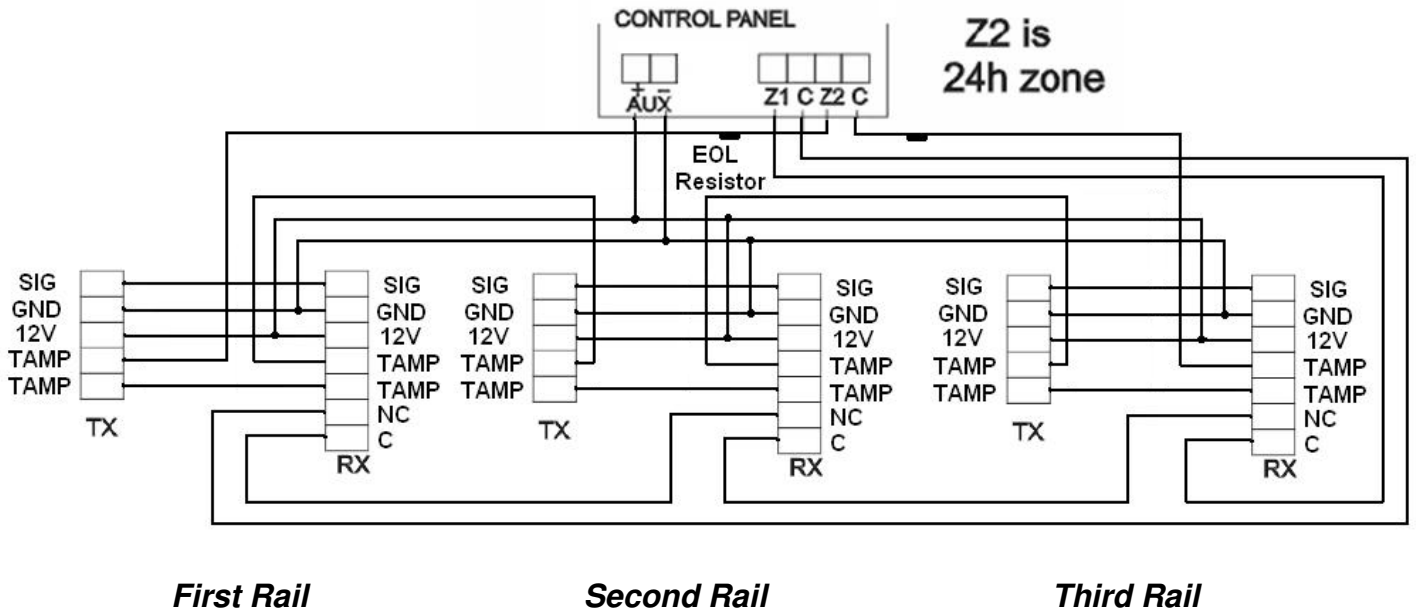 CONTROL PANEL
Z2 is
24h zone
+ −
AUX
Z1 C Z2 C
EOL
Resistor
SIG
GND
12V
TAMP
TAMP
TX
SIG
GND
12V
TAMP
TAMP
NC
C
RX
SIG
GND
12V
TAMP
TAMP
TX
SIG
GND
12V
TAMP
TAMP
NC
C
RX
SIG
GND
12V
TAMP
TAMP
TX
SIG
GND
12V
TAMP
TAMP
NC
C
RX
First Rail
Second Rail
Third Rail